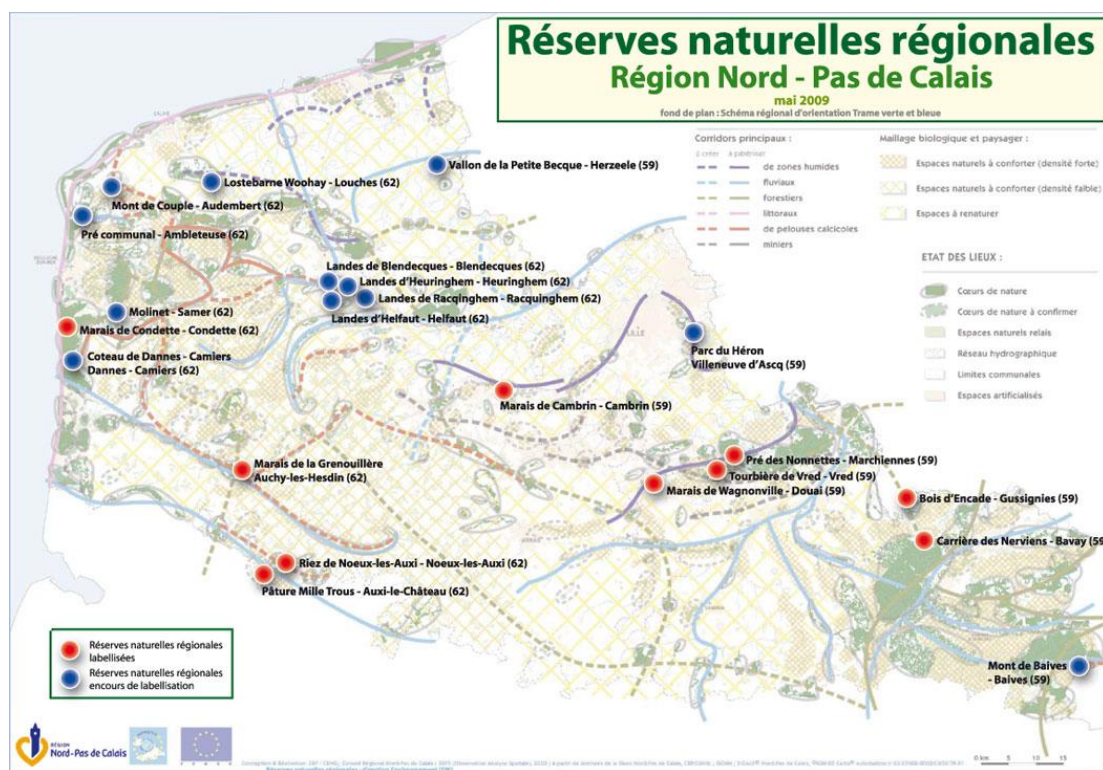 Réserves naturelles régionales
Région Nord - Pas de Calais
mai 2009
fond de plan : Schéma régional d'orientation Trame verte et bleue
Corridors principaux :
à créer à pérenniser
de zones humides
fluviaux
forestiers
littoraux
de pelouses calcicoles
miniers
Maillage biologique et paysager :
Espaces naturels à conforter (densité forte)
Espaces naturels à conforter (densité faible)
Espaces à renaturer
ETAT DES LIEUX :
Cœurs de nature
Cœurs de nature à confirmer
Espaces naturels relais
Réseau hydrographique
Limites communales
Espaces artificialisés
Vallon de la Petite Becque - Herzeele (59)
Lostebarne Woohay - Louches (62)
Mont de Couple - Audembert (62)
Pré communal - Ambleteuse (62)
Landes de Blendecques - Blendecques (62)
Landes d'Heuringhem - Heuringhem (62)
Landes de Racqinghem - Racquinghem (62)
Landes d'Helfaut - Helfaut (62)
Molinet - Samer (62)
Marais de Condette - Condette (62)
Coteau de Dannes - Camiers
Dannes - Camiers (62)
LILLE
Parc du Héron
Villeneuve d'Ascq (59)
Marais de Cambrin - Cambrin (59)
Marais de la Grenouillère
Auchy-les-Hesdin (62)
Pré des Nonnettes - Marchiennes (59)
Tourbière de Vred - Vred (59)
Marais de Wagnonville - Douai (59)
Bois d'Encade - Gussignies (59)
Carrière des Nerviens - Bavay (59
Riez de Noeux-les-Auxi - Noeux-les-Auxi (62)
Pâture Mille Trous - Auxi-le-Château (62)
Mont de Baives
- Baives (59)
Réserves naturelles régionales
labellisées
Réserves naturelles régionales
encours de labellisation
RÉGION
Nord-Pas de Calais
0 km 5 10 15